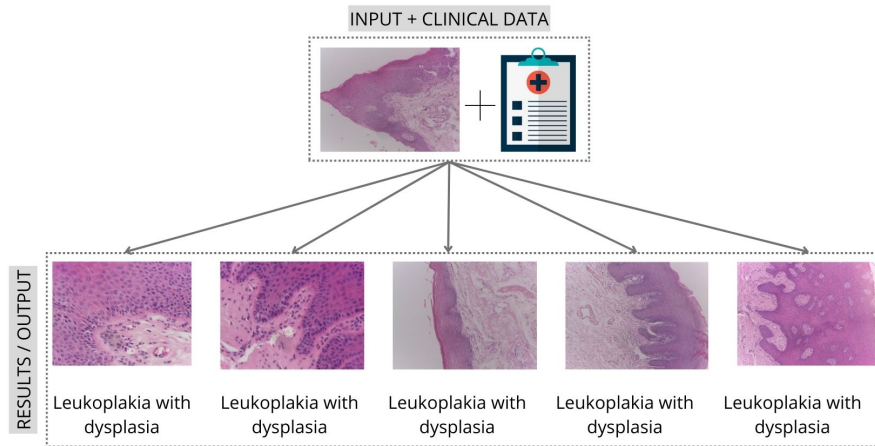 INPUT + CLINICAL DATA
RESULTS / OUTPUT
Leukoplakia with
dysplasia
Leukoplakia with
dysplasia
Leukoplakia with
dysplasia
Leukoplakia with
dysplasia
Leukoplakia with
dysplasia